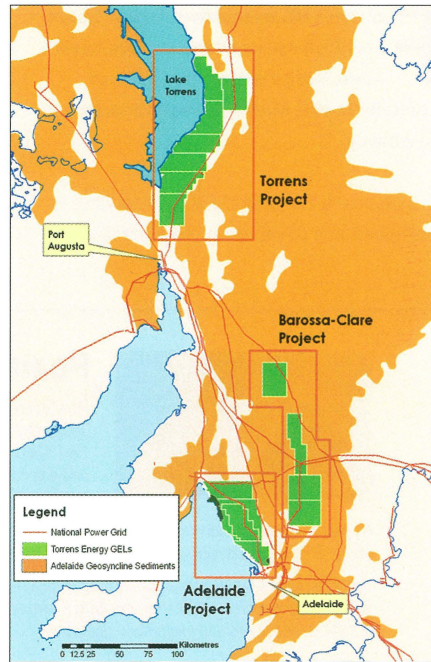 Lake
Torrens
Torrens
Project
Port
Augusta
Barossa-Clare
Project
Legend
National Power Grid
Torrens Energy GELs
Adelaide Geosyncline Sediments
Adelaide
Project
Adelaide
Kilometres
0 12.5 25 50 75 100